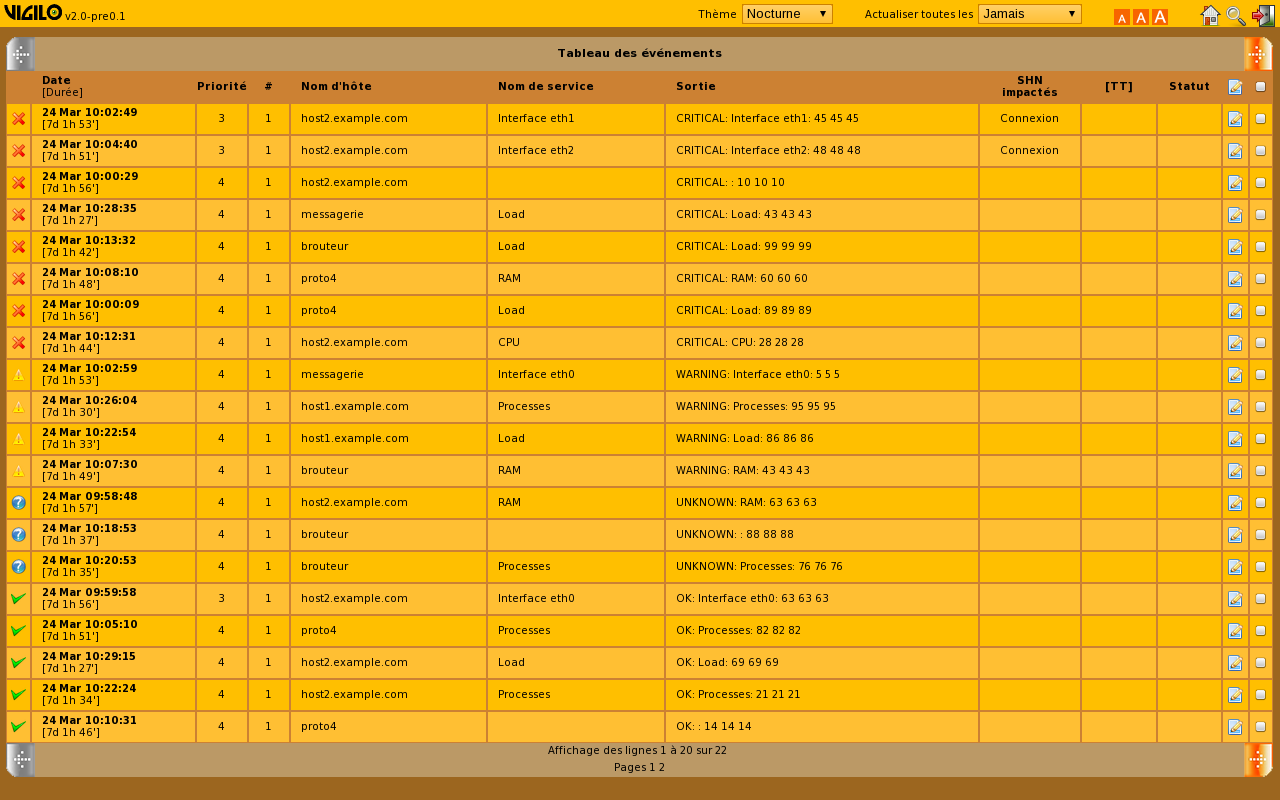 VIGILO v2.0-pre0.1 Thème Nocturne Actualiser toutes les Jamais A A A
Tableau des événements
Date
[Durée]
Priorité # Nom d'hôte Nom de service Sortie SHN impactés [TT] Statut
24 Mar 10:02:49
[7d 1h 53']
3 1 host2.example.com Interface eth1 CRITICAL: Interface eth1: 45 45 45 Connexion
24 Mar 10:04:40
[7d 1h 51']
3 1 host2.example.com Interface eth2 CRITICAL: Interface eth2: 48 48 48 Connexion
24 Mar 10:00:29
[7d 1h 56']
4 1 host2.example.com CRITICAL: : 10 10 10
24 Mar 10:28:35
[7d 1h 27']
4 1 messagerie Load CRITICAL: Load: 43 43 43
24 Mar 10:13:32
[7d 1h 42']
4 1 brouteur Load CRITICAL: Load: 99 99 99
24 Mar 10:08:10
[7d 1h 48']
4 1 proto4 RAM CRITICAL: RAM: 60 60 60
24 Mar 10:00:09
[7d 1h 56']
4 1 proto4 Load CRITICAL: Load: 89 89 89
24 Mar 10:12:31
[7d 1h 44']
4 1 host2.example.com CPU CRITICAL: CPU: 28 28 28
24 Mar 10:02:59
[7d 1h 53']
4 1 messagerie Interface eth0 WARNING: Interface eth0: 5 5 5
24 Mar 10:26:04
[7d 1h 30']
4 1 host1.example.com Processes WARNING: Processes: 95 95 95
24 Mar 10:22:54
[7d 1h 33']
4 1 host1.example.com Load WARNING: Load: 86 86 86
24 Mar 10:07:30
[7d 1h 49']
4 1 brouteur RAM WARNING: RAM: 43 43 43
24 Mar 09:58:48
[7d 1h 57']
4 1 host2.example.com RAM UNKNOWN: RAM: 63 63 63
24 Mar 10:18:53
[7d 1h 37']
4 1 brouteur UNKNOWN: : 88 88 88
24 Mar 10:20:53
[7d 1h 35']
4 1 brouteur Processes UNKNOWN: Processes: 76 76 76
24 Mar 09:59:58
[7d 1h 56']
3 1 host2.example.com Interface eth0 OK: Interface eth0: 63 63 63
24 Mar 10:05:10
[7d 1h 51']
4 1 proto4 Processes OK: Processes: 82 82 82
24 Mar 10:29:15
[7d 1h 27']
4 1 host2.example.com Load OK: Load: 69 69 69
24 Mar 10:22:24
[7d 1h 34']
4 1 host2.example.com Processes OK: Processes: 21 21 21
24 Mar 10:10:31
[7d 1h 46']
4 1 proto4 OK: : 14 14 14
Affichage des lignes 1 à 20 sur 22
Pages 1 2